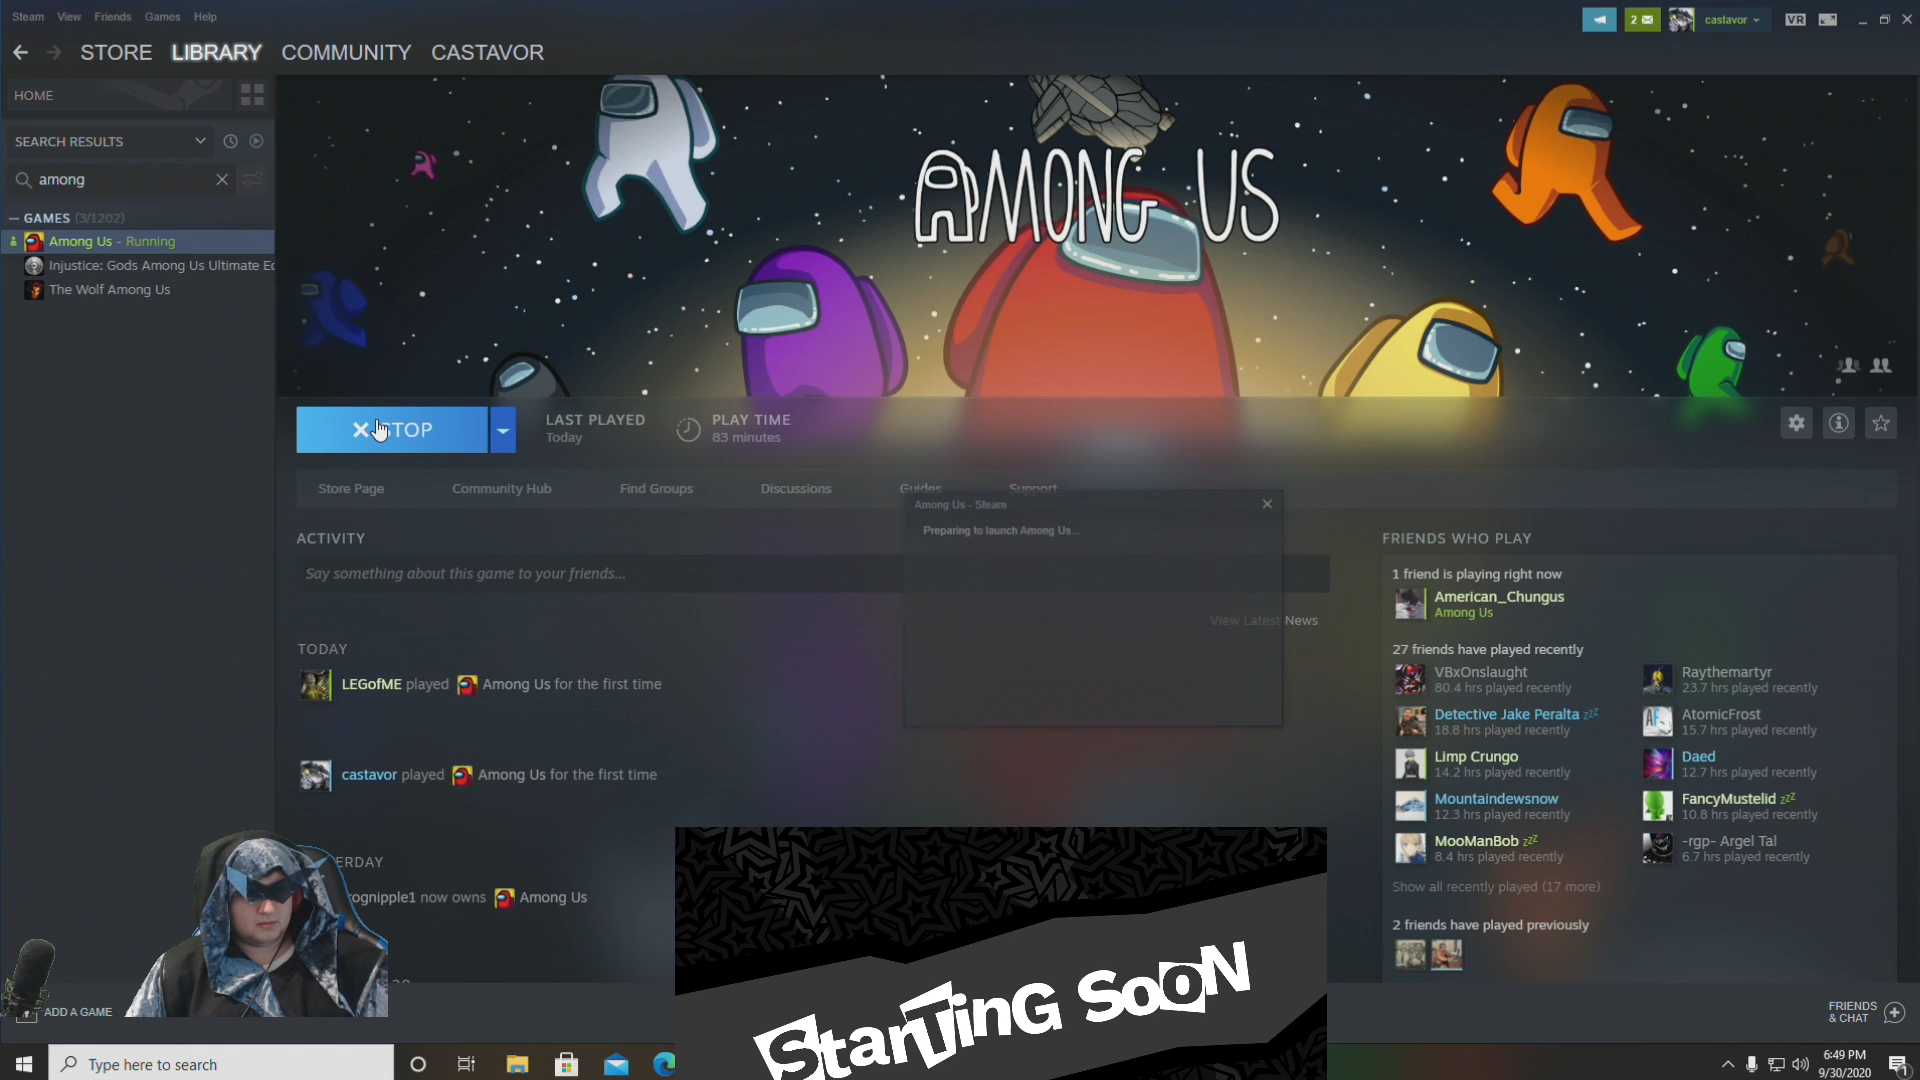 Steam View Friends Games Help
2
castavor
VR
STORE LIBRARY COMMUNITY CASTAVOR
HOME
SEARCH RESULTS
among
GAMES (3/1202)
Among Us - Running
Injustice: Gods Among Us Ultimate Ec
The Wolf Among Us
AMONG US
STOP
LAST PLAYED
Today
PLAY TIME
83 minutes
Store Page Community Hub Find Groups Discussions Guides Support
Among Us - Steam
Preparing to launch Among Us...
ACTIVITY
Say something about this game to your friends...
View Latest News
TODAY
LEGofME played Among Us for the first time
castavor played Among Us for the first time
ERDAY
rognipple1 now owns Among Us
FRIENDS WHO PLAY
1 friend is playing right now
American_Chungus
Among Us
27 friends have played recently
VBxOnslaught
80.4 hrs played recently
Raythemartyr
23.7 hrs played recently
Detective Jake Peralta zzz
18.8 hrs played recently
AF
AtomicFrost
15.7 hrs played recently
Limp Crungo
14.2 hrs played recently
Daed
12.7 hrs played recently
Mountaindewsnow
12.3 hrs played recently
FancyMustelid zzz
10.8 hrs played recently
MooManBob zzz
8.4 hrs played recently
-rgp- Argel Tal
6.7 hrs played recently
Show all recently played (17 more)
2 friends have played previously
StarTinG SooN
ADD A GAME
FRIENDS
& CHAT
Type here to search
6:49 PM
9/30/2020
1